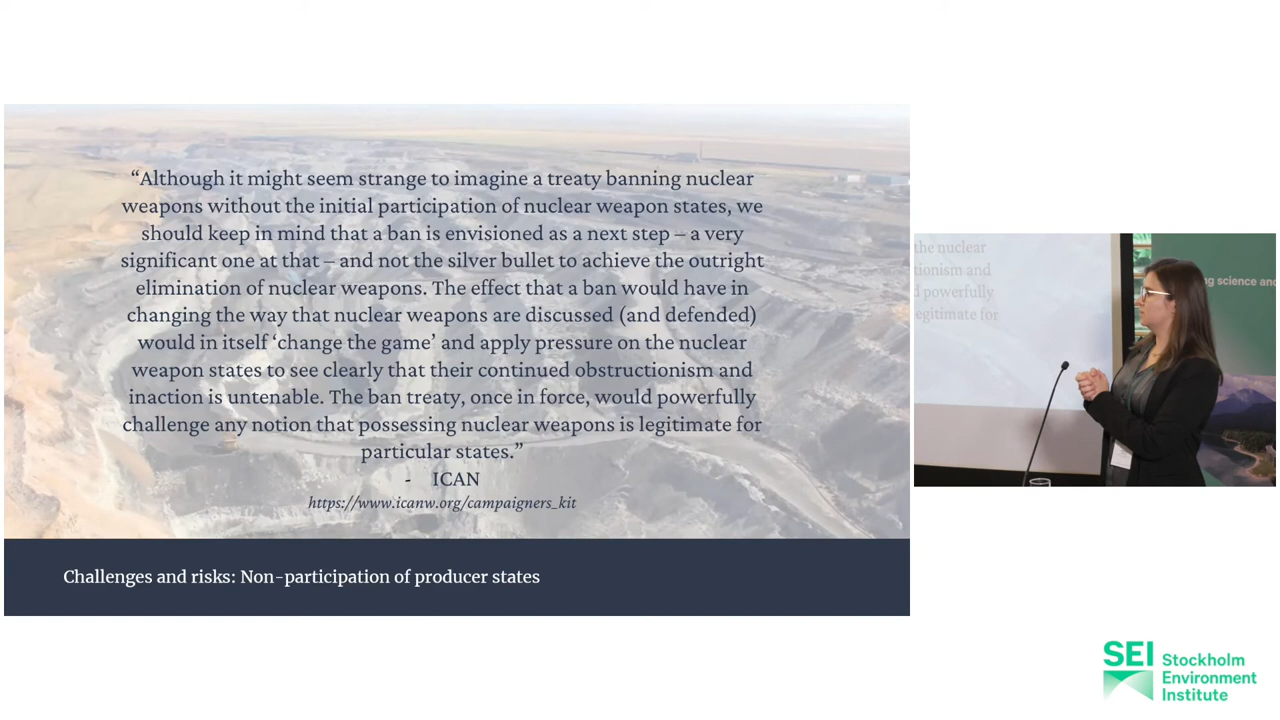 “Although it might seem strange to imagine a treaty banning nuclear
weapons without the initial participation of nuclear weapon states, we
should keep in mind that a ban is envisioned as a next step – a very
significant one at that – and not the silver bullet to achieve the outright
elimination of nuclear weapons. The effect that a ban would have in
changing the way that nuclear weapons are discussed (and defended)
would in itself ‘change the game’ and apply pressure on the nuclear
weapon states to see clearly that their continued obstructionism and
inaction is untenable. The ban treaty, once in force, would powerfully
challenge any notion that possessing nuclear weapons is legitimate for
particular states.”
- ICAN
https://www.icanw.org/campaigners_kit
Challenges and risks: Non-participation of producer states
the nuclear
tionism and
powerfully
egitimate for
ng science and
SEI Stockholm
Environment
Institute